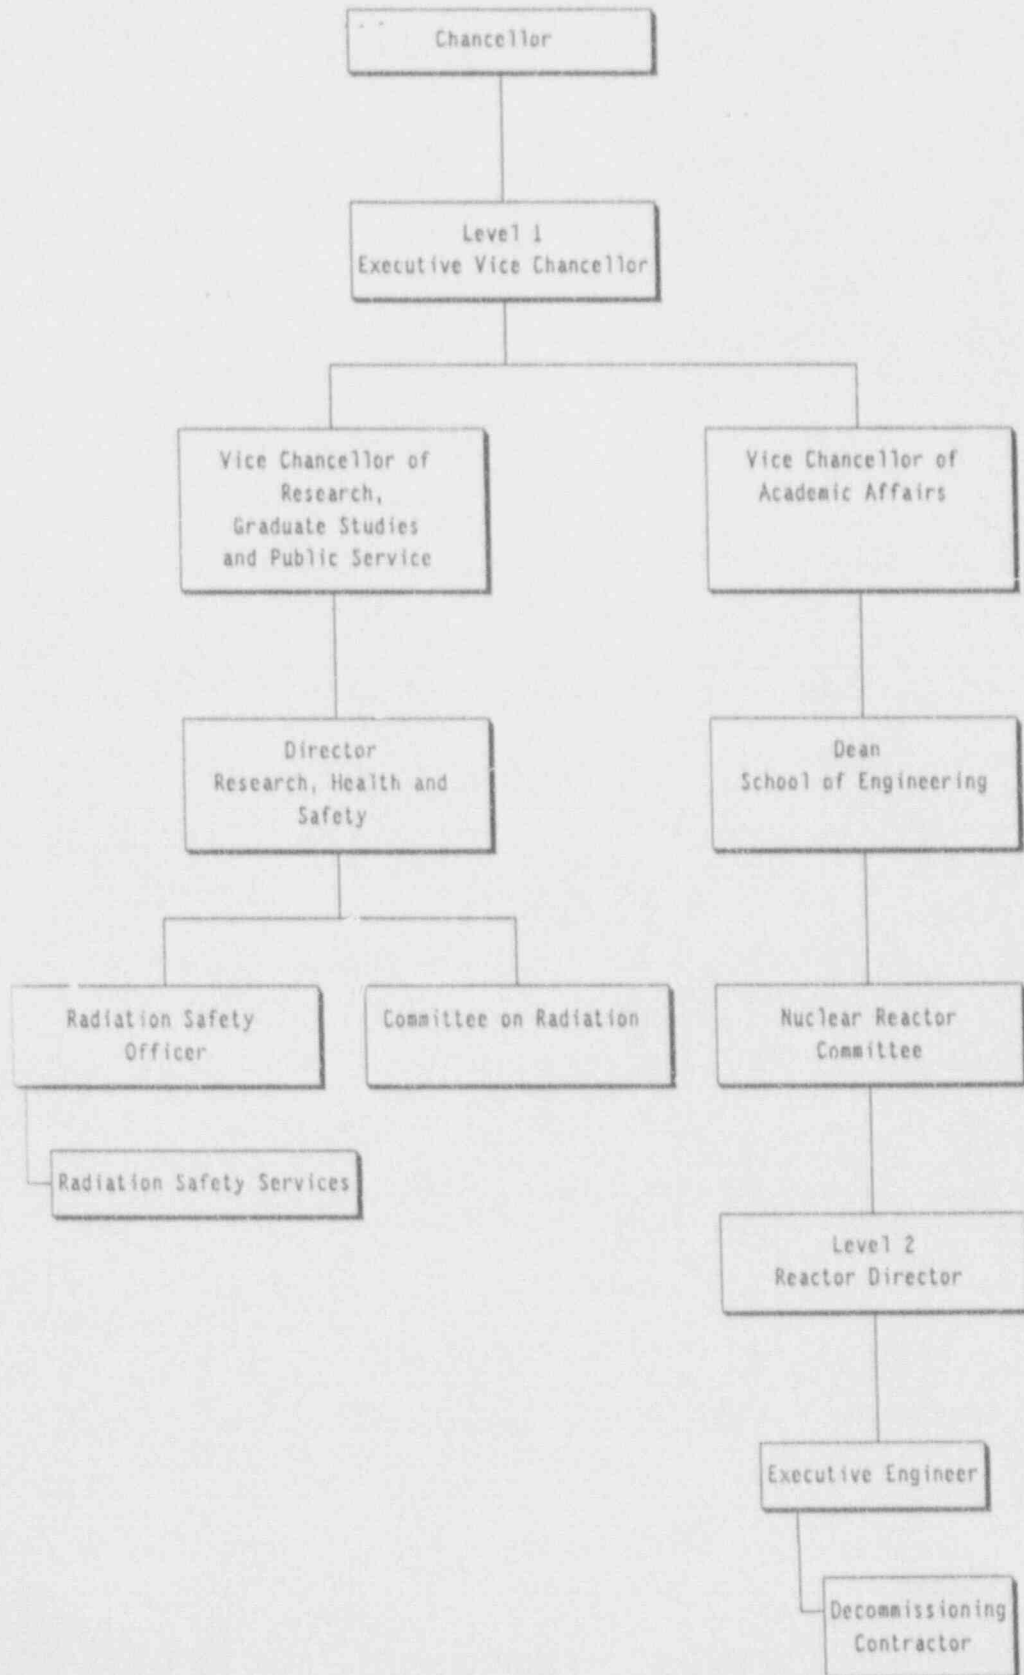 Chancellor
Level 1
Executive Vice Chancellor
Vice Chancellor of
Research,
Graduate Studies
and Public Service
Vice Chancellor of
Academic Affairs
Director
Research, Health and
Safety
Dean
School of Engineering
Radiation Safety
Officer
Committee on Radiation
Nuclear Reactor
Committee
Radiation Safety Services
Level 2
Reactor Director
Executive Engineer
Decommissioning
Contractor